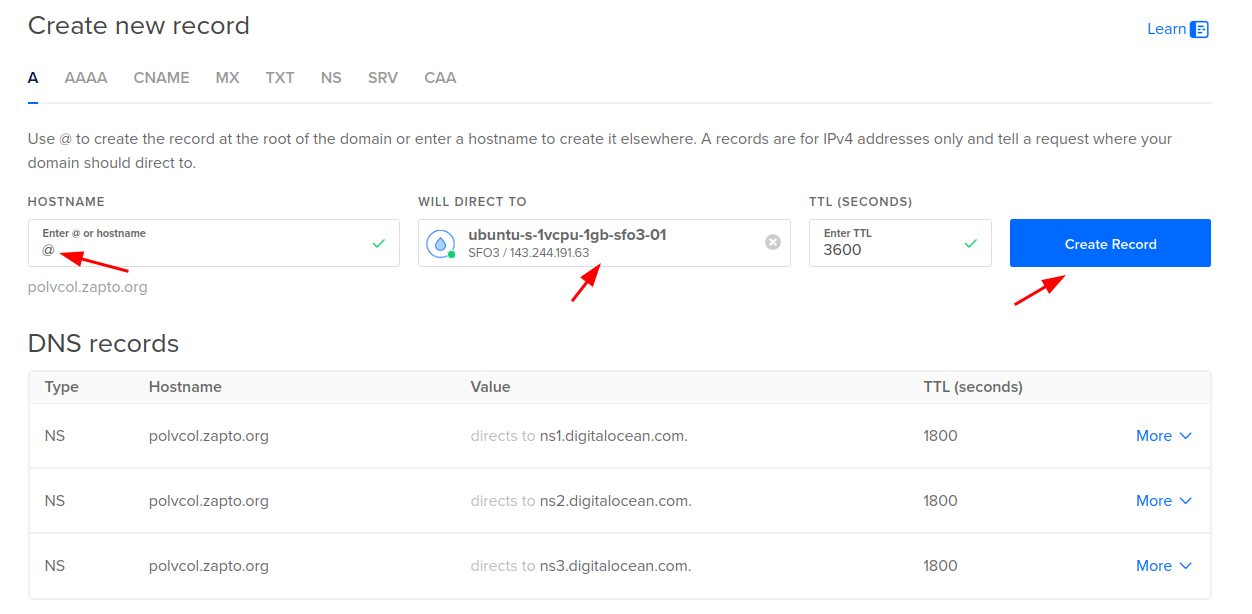 Create new record
Learn
A AAAA CNAME MX TXT NS SRV CAA
Use @ to create the record at the root of the domain or enter a hostname to create it elsewhere. A records are for IPv4 addresses only and tell a request where your
domain should direct to.
HOSTNAME WILL DIRECT TO TTL (SECONDS)
Enter @ or hostname
@
ubuntu-s-1vcpu-1gb-sfo3-01
SFO3 / 143.244.191.63
Enter TTL
3600
Create Record
polvcol.zapto.org
DNS records
Type Hostname Value TTL (seconds)
NS polvcol.zapto.org directs to ns1.digitalocean.com. 1800 More
NS polvcol.zapto.org directs to ns2.digitalocean.com. 1800 More
NS polvcol.zapto.org directs to ns3.digitalocean.com. 1800 More